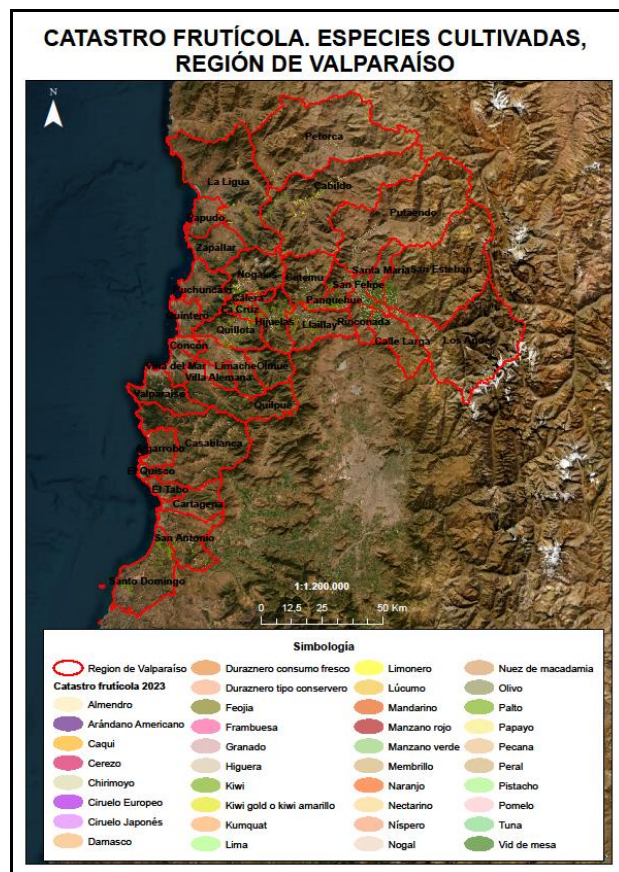 CATASTRO FRUTÍCOLA. ESPECIES CULTIVADAS,
REGIÓN DE VALPARAÍSO
N
Petorca
La Ligua
Cabildo
Putaendo
Papudo
Zapallar
Nogales
Catemu
Santa María
San Esteban
Puchuncaví
San Felipe
Calera
Panquehue
Quintero
La Cruz
Hijuelas
Llaillay
Rinconada
Quillota
Calle Larga
Los Andes
Concón
Viña del Mar
Limache
Olmué
Villa Alemana
Valparaíso
Quilpué
Casablanca
Algarrobo
El Quisco
El Tabo
Cartagena
San Antonio
Santo Domingo
1:1.200.000
0 12,5 25 50 Km
Simbología
Region de Valparaíso
Catastro frutícola 2023
Almendro
Arándano Americano
Caqui
Cerezo
Chirimoyo
Ciruelo Europeo
Ciruelo Japonés
Damasco
Duraznero consumo fresco
Duraznero tipo conservero
Feojia
Frambuesa
Granado
Higuera
Kiwi
Kiwi gold o kiwi amarillo
Kumquat
Lima
Limonero
Lúcumo
Mandarino
Manzano rojo
Manzano verde
Membrillo
Naranjo
Nectarino
Níspero
Nogal
Nuez de macadamia
Olivo
Palto
Papayo
Pecana
Peral
Pistacho
Pomelo
Tuna
Vid de mesa